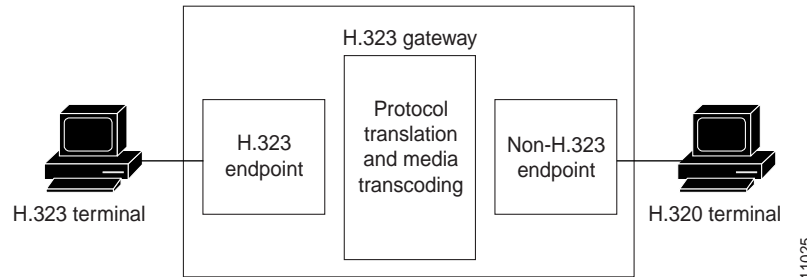 H.323 gateway
H.323
endpoint
Protocol
translation
and media
transcoding
Non-H.323
endpoint
H.323 terminal
H.320 terminal